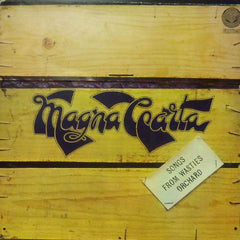 Magna Carta
SONGS
FROM WASTIES
ORCHARD